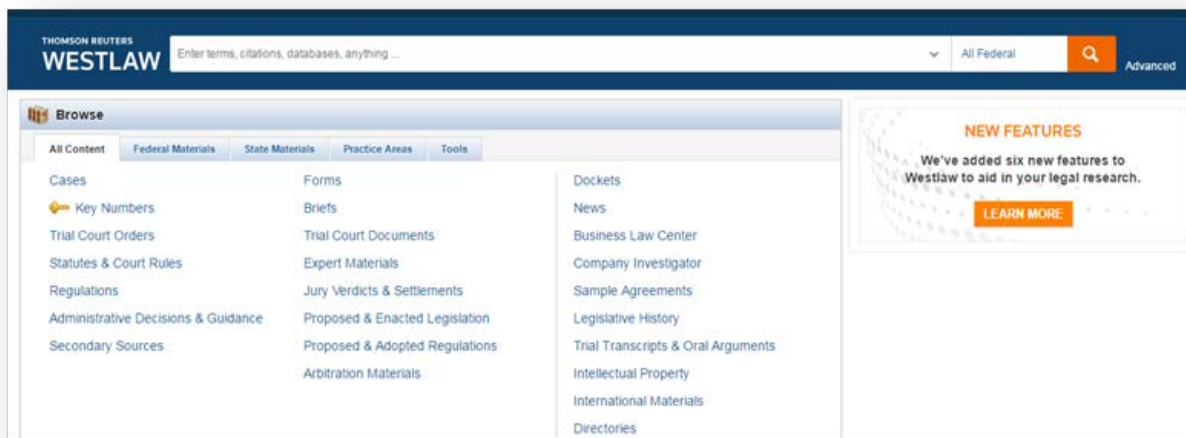 THOMSON REUTERS
WESTLAW
Enter terms, citations, databases, anything ...
All Federal
Advanced
Browse
All Content
Federal Materials
State Materials
Practice Areas
Tools
Cases
Key Numbers
Trial Court Orders
Statutes & Court Rules
Regulations
Administrative Decisions & Guidance
Secondary Sources
Forms
Briefs
Trial Court Documents
Expert Materials
Jury Verdicts & Settlements
Proposed & Enacted Legislation
Proposed & Adopted Regulations
Arbitration Materials
Dockets
News
Business Law Center
Company Investigator
Sample Agreements
Legislative History
Trial Transcripts & Oral Arguments
Intellectual Property
International Materials
Directories
NEW FEATURES
We've added six new features to
Westlaw to aid in your legal research.
LEARN MORE